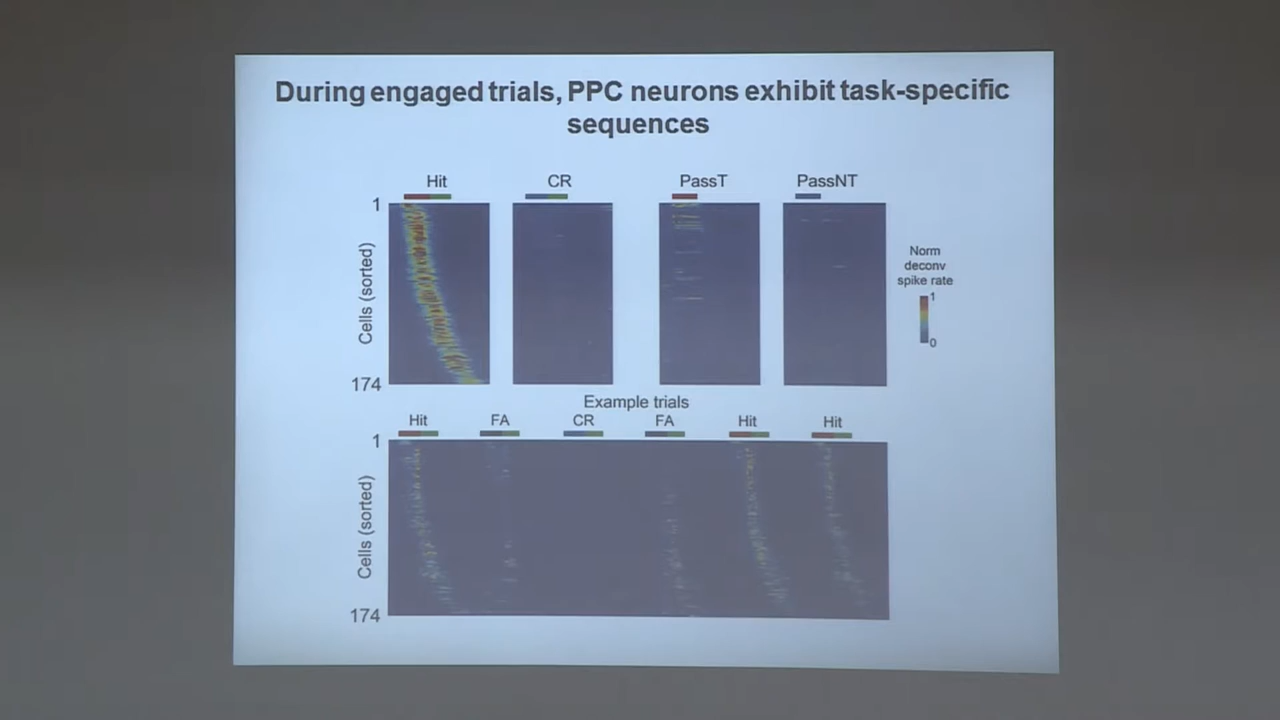 During engaged trials, PPC neurons exhibit task-specific
sequences
Hit CR PassT PassNT
1
Cells (sorted)
174
Norm
deconv
spike rate
1
0
Example trials
Hit FA CR FA Hit Hit
1
Cells (sorted)
174